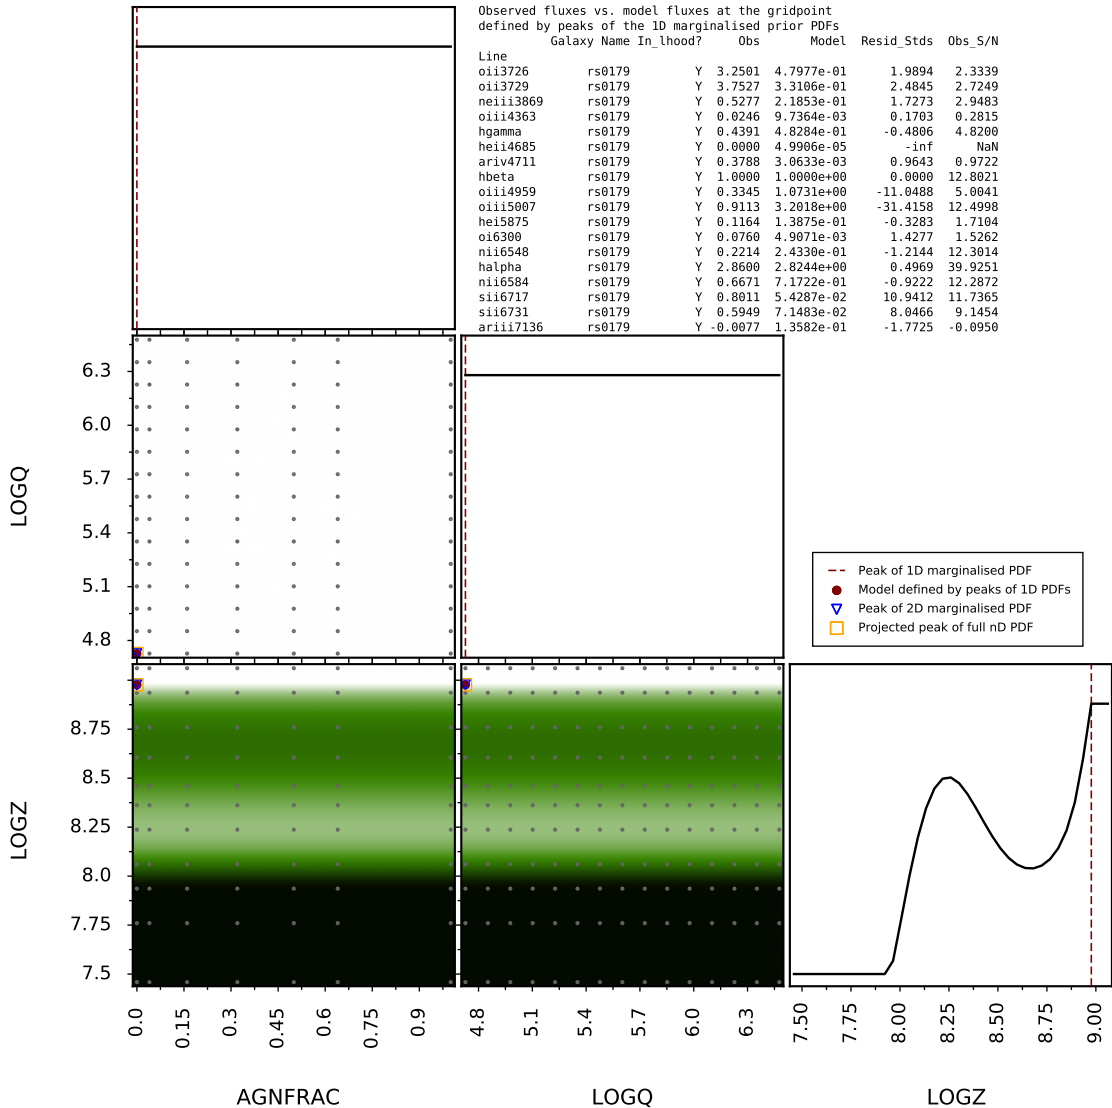 Observed fluxes vs. model fluxes at the gridpoint
defined by peaks of the 1D marginalised prior PDFs
Galaxy Name In_lhood? Obs Model Resid_Stds Obs_S/N
Line
oii3726 rs0179 Y 3.2501 4.7977e-01 1.9894 2.3339
oii3729 rs0179 Y 3.7527 3.3106e-01 2.4845 2.7249
neiii3869 rs0179 Y 0.5277 2.1853e-01 1.7273 2.9483
oiii4363 rs0179 Y 0.0246 9.7364e-03 0.1703 0.2815
hgamma rs0179 Y 0.4391 4.8284e-01 -0.4806 4.8200
heii4685 rs0179 Y 0.0000 4.9906e-05 -inf NaN
ariv4711 rs0179 Y 0.3788 3.0633e-03 0.9643 0.9722
hbeta rs0179 Y 1.0000 1.0000e+00 0.0000 12.8021
oiii4959 rs0179 Y 0.3345 1.0731e+00 -11.0488 5.0041
oiii5007 rs0179 Y 0.9113 3.2018e+00 -31.4158 12.4998
hei5875 rs0179 Y 0.1164 1.3875e-01 -0.3283 1.7104
oi6300 rs0179 Y 0.0760 4.9071e-03 1.4277 1.5262
nii6548 rs0179 Y 0.2214 2.4330e-01 -1.2144 12.3014
halpha rs0179 Y 2.8600 2.8244e+00 0.4969 39.9251
nii6584 rs0179 Y 0.6671 7.1722e-01 -0.9222 12.2872
sii6717 rs0179 Y 0.8011 5.4287e-02 10.9412 11.7365
sii6731 rs0179 Y 0.5949 7.1483e-02 8.0466 9.1454
ariii7136 rs0179 Y -0.0077 1.3582e-01 -1.7725 -0.0950
LOGQ
6.3
6.0
5.7
5.4
5.1
4.8
Peak of 1D marginalised PDF
Model defined by peaks of 1D PDFs
Peak of 2D marginalised PDF
Projected peak of full nD PDF
LOGZ
8.75
8.5
8.25
8.0
7.75
7.5
0.0 0.15 0.3 0.45 0.6 0.75 0.9
4.8 5.1 5.4 5.7 6.0 6.3
7.50 7.75 8.00 8.25 8.50 8.75 9.00
AGNFRAC LOGQ LOGZ